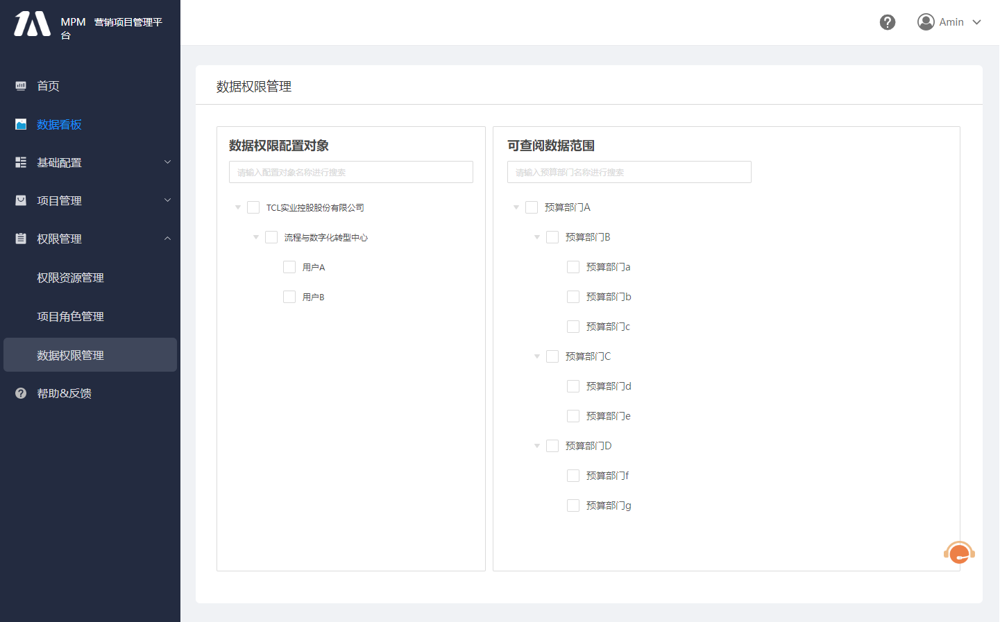 MPM 营销项目管理平
台
Amin
首页
数据看板
基础配置
项目管理
权限管理
权限资源管理
项目角色管理
数据权限管理
帮助&反馈
数据权限管理
数据权限配置对象
请输入配置对象名称进行搜索
TCL实业控股股份有限公司
流程与数字化转型中心
用户A
用户B
可查阅数据范围
请输入预算部门名称进行搜索
预算部门A
预算部门B
预算部门a
预算部门b
预算部门c
预算部门C
预算部门d
预算部门e
预算部门D
预算部门f
预算部门g